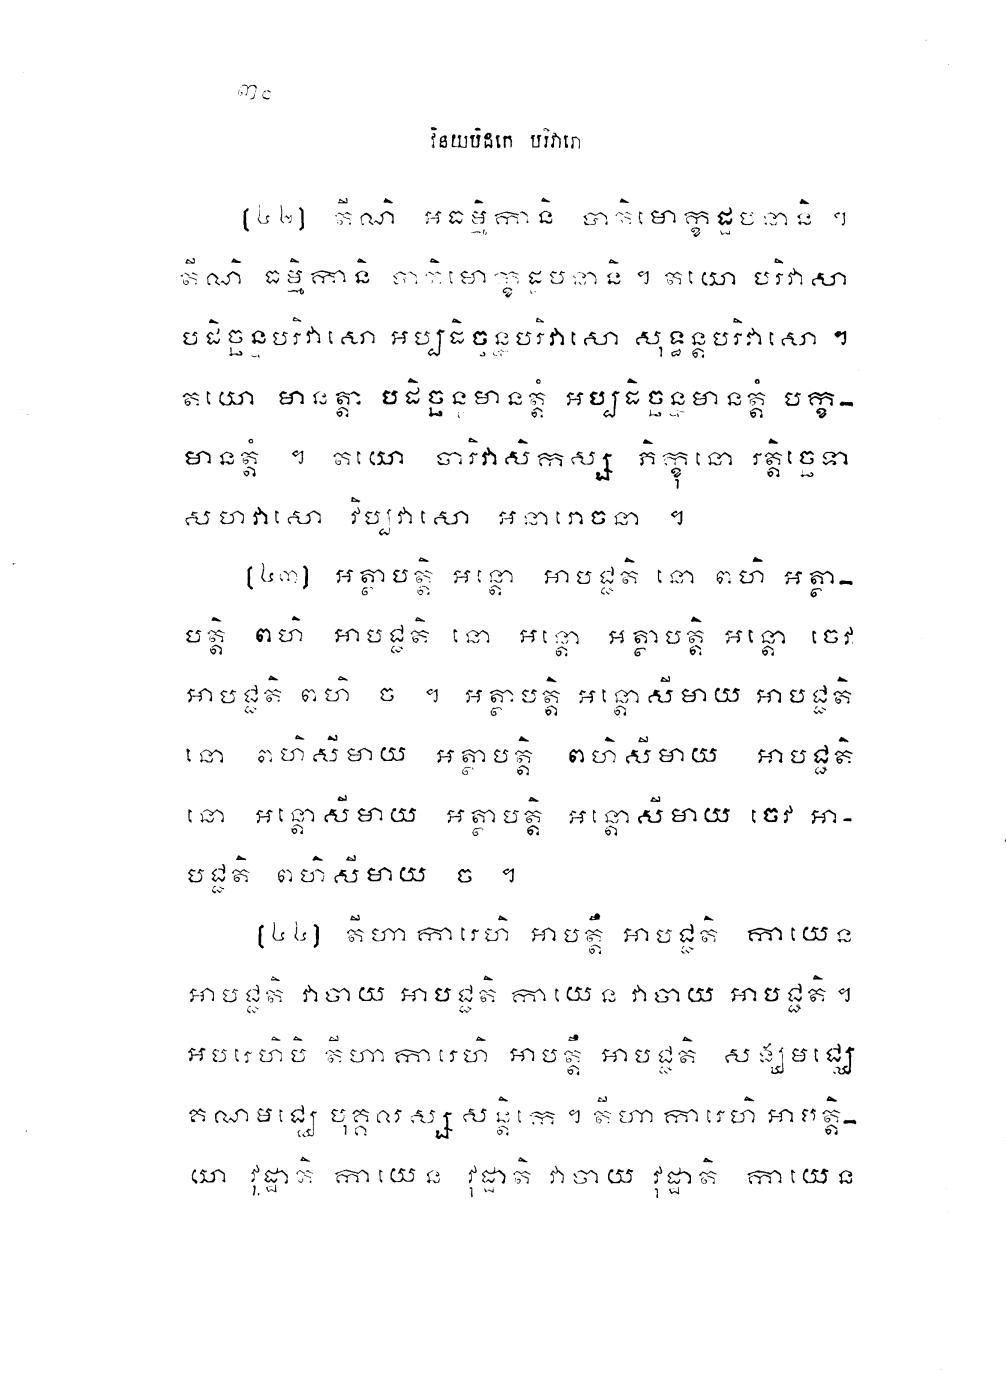 ៣០
វិនយបិដកេ បរិវារោ
(៤២) តីណិ អធម្មិកានិ បាតិមោក្ខដ្ឋបនានិ ។
តីណិ ធម្មិកានិ បាតិមោក្ខដ្ឋបនានិ ។ តយោ បរិវាសា
បដិច្ឆន្នបរិវាសោ អប្បដិច្ឆន្នបរិវាសោ សុទ្ធន្តបរិវាសោ ។
តយោ មានត្តា បដិច្ឆន្នមានត្តំ អប្បដិច្ឆន្នមានត្តំ បក្ខ-
មានត្តំ ។ តយោ បារិវាសិកស្ស ភិក្ខុនោ រត្តិច្ឆេទា
សហវាសោ វិប្បវាសោ អនារោចនា ។
(៤៣) អត្ថាបត្តិ អន្តោ អាបជ្ជតិ នោ ពហិ អត្ថា-
បត្តិ ពហិ អាបជ្ជតិ នោ អន្តោ អត្ថាបត្តិ អន្តោ ចេវ
អាបជ្ជតិ ពហិ ច ។ អត្ថាបត្តិ អន្តោសីមាយ អាបជ្ជតិ
នោ ពហិសីមាយ អត្ថាបត្តិ ពហិសីមាយ អាបជ្ជតិ
នោ អន្តោសីមាយ អត្ថាបត្តិ អន្តោសីមាយ ចេវ អា-
បជ្ជតិ ពហិសីមាយ ច ។
(៤៤) តីហាការេហិ អាបត្តឹ អាបជ្ជតិ កាយេន
អាបជ្ជតិ វាចាយ អាបជ្ជតិ កាយេន វាចាយ អាបជ្ជតិ ។
អបរេហិបិ តីហាការេហិ អាបត្តឹ អាបជ្ជតិ សង្ឃមជ្ឈេ
គណមជ្ឈេ បុគ្គលស្ស សន្តិកេ ។ តីហាការេហិ អាបត្តិ-
យា វុដ្ឋាតិ កាយេន វុដ្ឋាតិ វាចាយ វុដ្ឋាតិ កាយេន